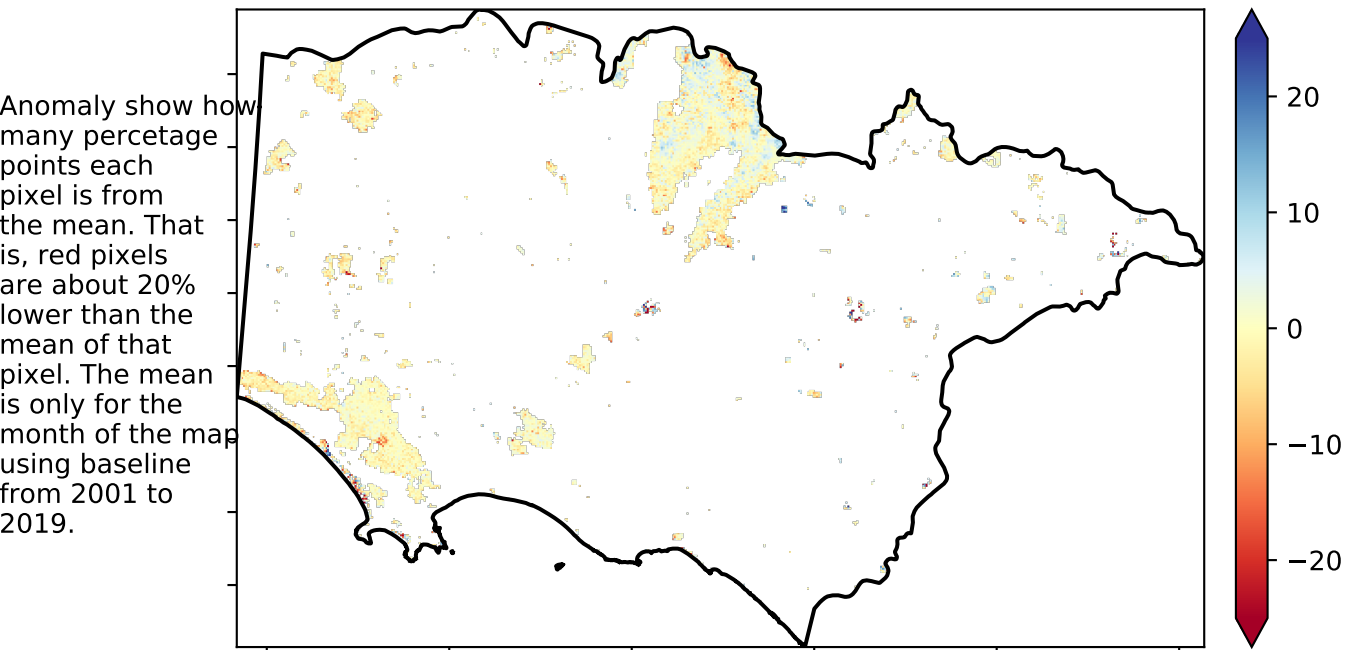 Anomaly show how
many percetage
points each
pixel is from
the mean. That
is, red pixels
are about 20%
lower than the
mean of that
pixel. The mean
is only for the
month of the map
using baseline
from 2001 to
2019.
20
10
0
−10
−20